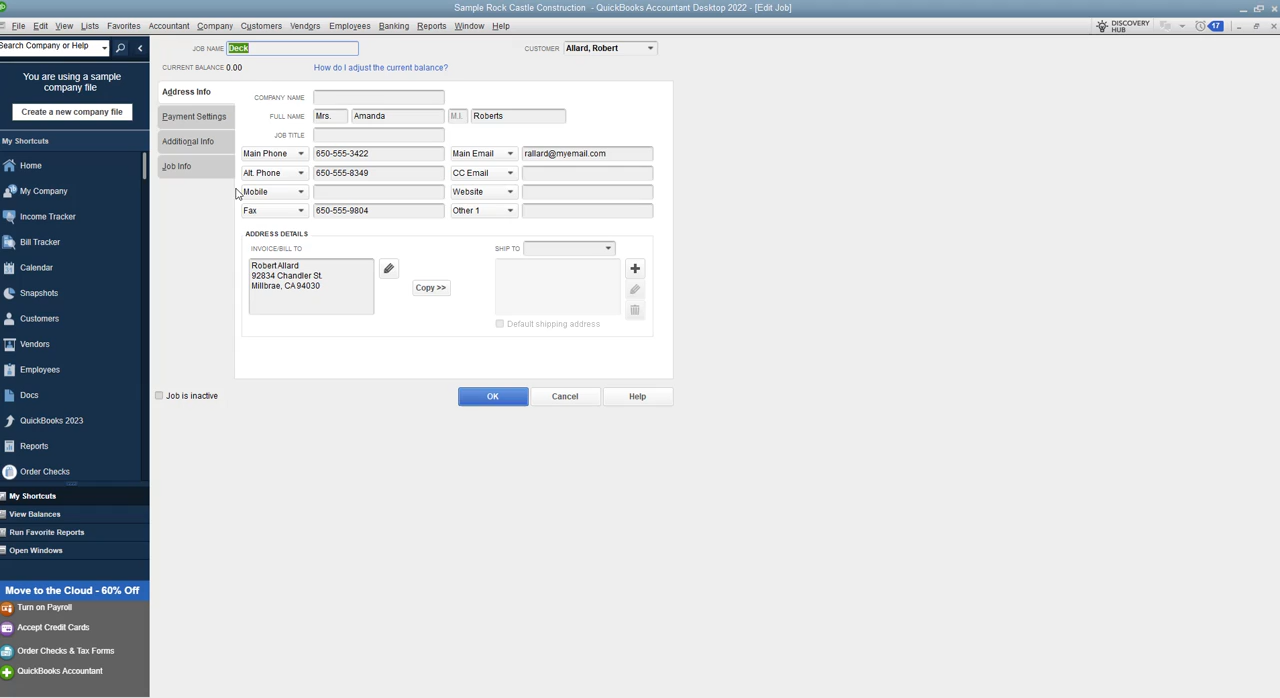 Sample Rock Castle Construction - QuickBooks Accountant Desktop 2022 - [Edit Job]
File Edit View Lists Favorites Accountant Company Customers Vendors Employees Banking Reports Window Help
DISCOVERY HUB 17
Search Company or Help
You are using a sample
company file
Create a new company file
My Shortcuts
Home
My Company
Income Tracker
Bill Tracker
Calendar
Snapshots
Customers
Vendors
Employees
Docs
QuickBooks 2023
Reports
Order Checks
My Shortcuts
View Balances
Run Favorite Reports
Open Windows
Move to the Cloud - 60% Off
Turn on Payroll
Accept Credit Cards
Order Checks & Tax Forms
QuickBooks Accountant
JOB NAME Deck CUSTOMER Allard, Robert
CURRENT BALANCE 0.00 How do I adjust the current balance?
Address Info
Payment Settings
Additional Info
Job Info
COMPANY NAME
FULL NAME Mrs. Amanda M.I. Roberts
JOB TITLE
Main Phone 650-555-3422 Main Email rallard@myemail.com
Alt. Phone 650-555-8349 CC Email
Mobile Website
Fax 650-555-9804 Other 1
ADDRESS DETAILS
INVOICE/BILL TO SHIP TO
Robert Allard
92834 Chandler St.
Millbrae, CA 94030
Copy >>
Default shipping address
Job is inactive OK Cancel Help